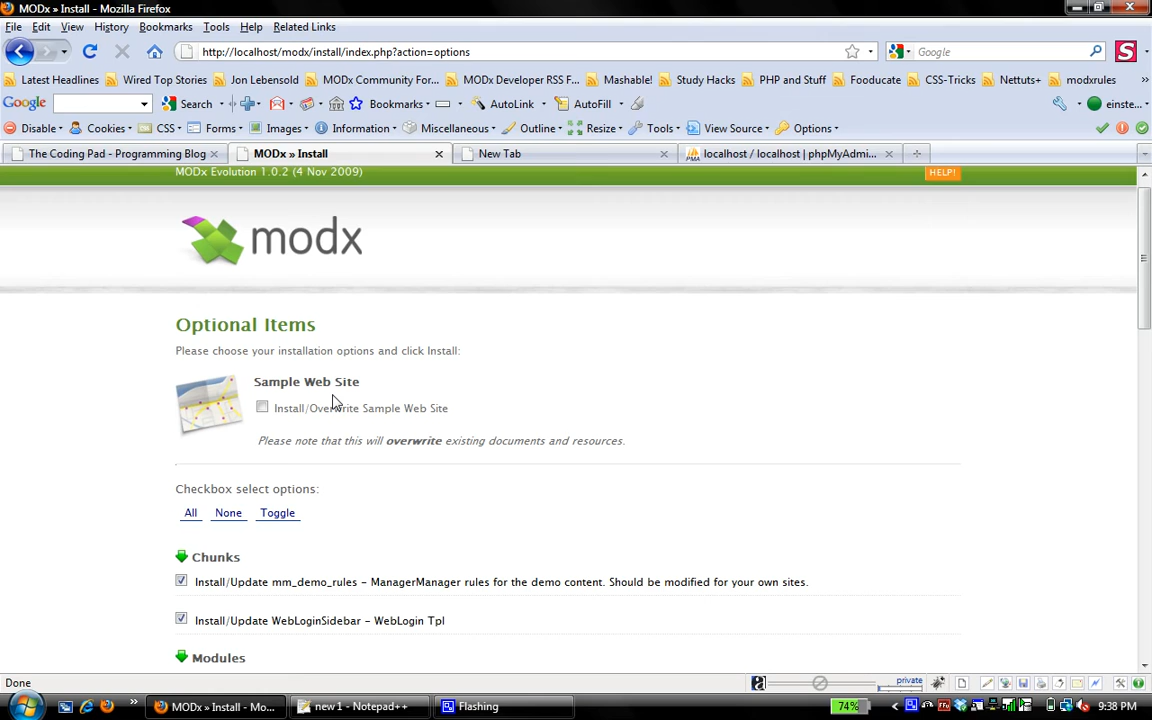 MODx » Install - Mozilla Firefox
File Edit View History Bookmarks Tools Help Related Links
http://localhost/modx/install/index.php?action=options
Google
Latest Headlines Wired Top Stories Jon Lebensold MODx Community For... MODx Developer RSS F... Mashable! Study Hacks PHP and Stuff Fooducate CSS-Tricks Nettuts+ modxrules
Google Search Bookmarks AutoLink AutoFill einste...
Disable Cookies CSS Forms Images Information Miscellaneous Outline Resize Tools View Source Options
The Coding Pad - Programming Blog MODx » Install New Tab localhost / localhost | phpMyAdmi...
MODx Evolution 1.0.2 (4 Nov 2009) HELP!
modx
Optional Items
Please choose your installation options and click Install:
Sample Web Site
Install/Overwrite Sample Web Site
Please note that this will overwrite existing documents and resources.
Checkbox select options:
All None Toggle
Chunks
Install/Update mm_demo_rules - ManagerManager rules for the demo content. Should be modified for your own sites.
Install/Update WebLoginSidebar - WebLogin Tpl
Modules
Done private
MODx » Install - Mo... new 1 - Notepad++ Flashing 74% 9:38 PM